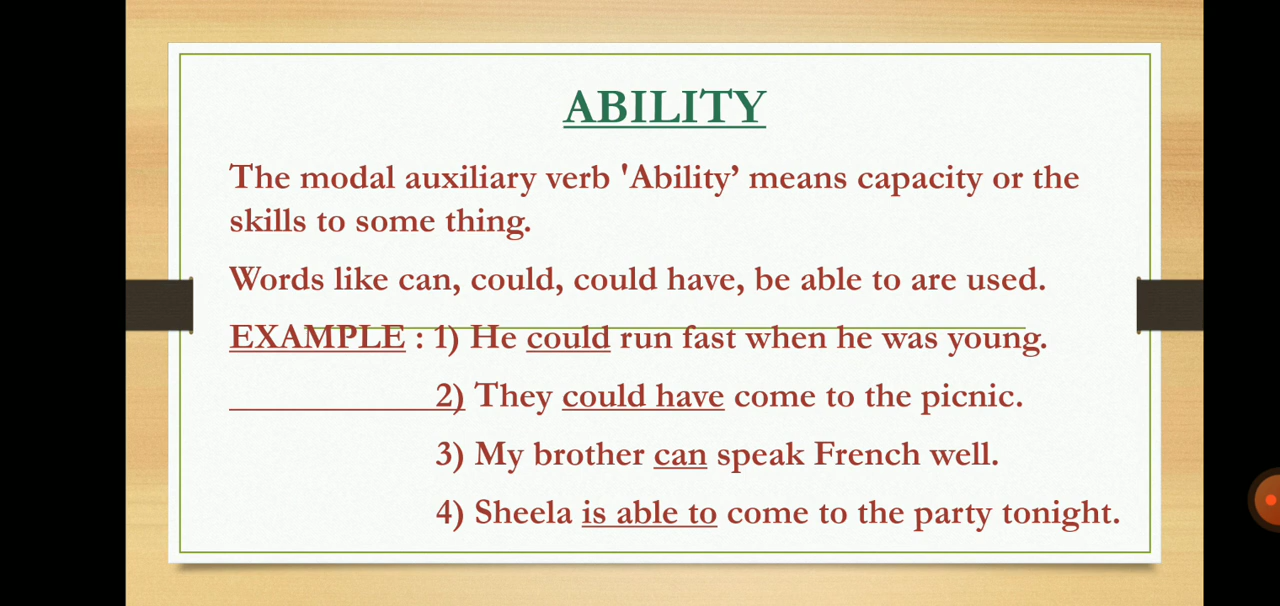 ABILITY
The modal auxiliary verb 'Ability’ means capacity or the
skills to some thing.
Words like can, could, could have, be able to are used.
EXAMPLE : 1) He could run fast when he was young.
2) They could have come to the picnic.
3) My brother can speak French well.
4) Sheela is able to come to the party tonight.